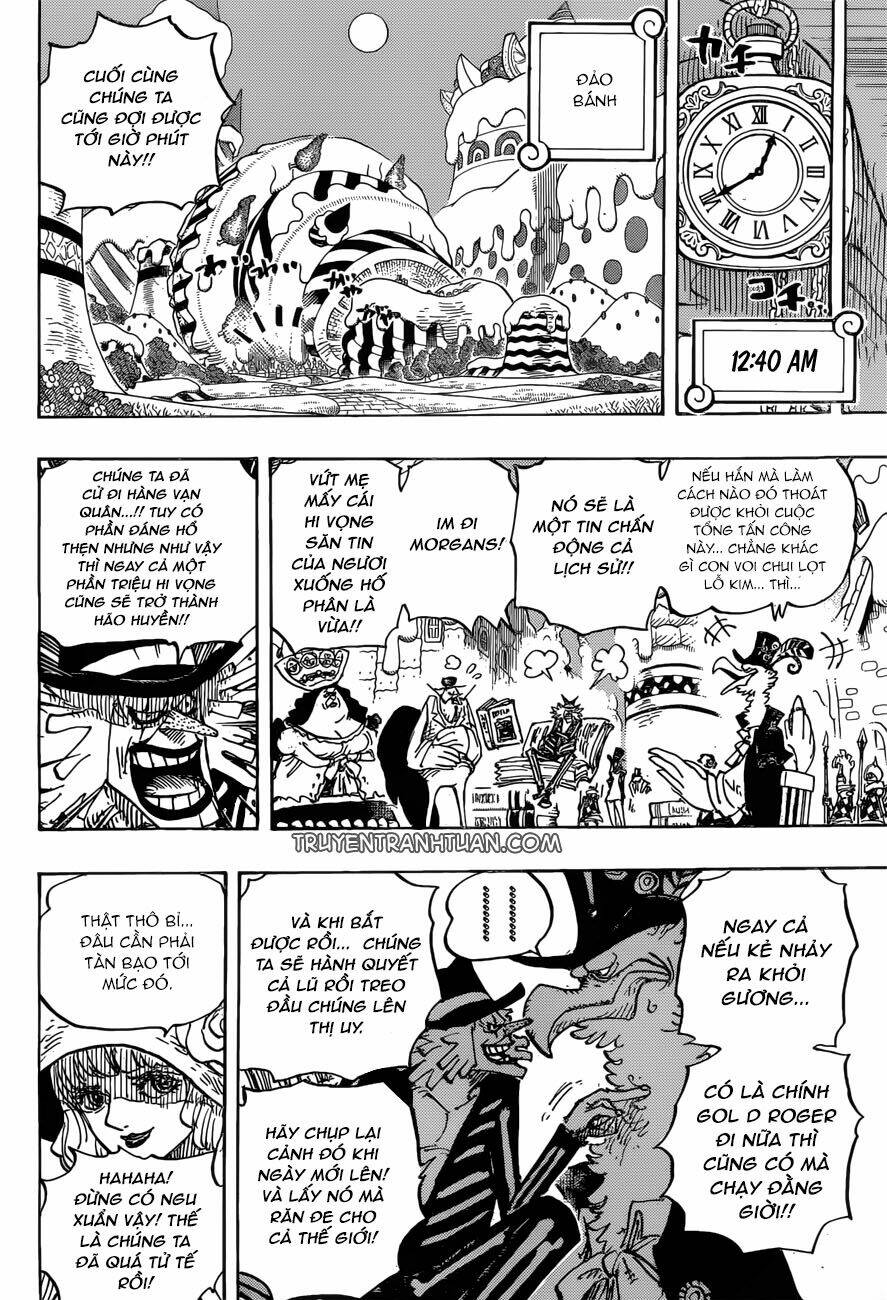 カ
チ
コ
チ...
12:40 AM
ĐẢO
BÁNH
CUỐI CÙNG
CHÚNG TA
CŨNG ĐỢI ĐƯỢC
TỚI GIỜ PHÚT
NÀY!!
NẾU HẮN MÀ LÀM
CÁCH NÀO ĐÓ THOÁT
ĐƯỢC KHỎI CUỘC
TỔNG TẤN CÔNG
NÀY... CHẲNG KHÁC
GÌ CON VOI CHUI LỌT
LỖ KIM... THÌ...
NÓ SẼ LÀ
MỘT TIN CHẤN
ĐỘNG CẢ
LỊCH SỬ!!
IM ĐI
MORGANS!
VỨT MẸ
MẤY CÁI
HI VỌNG
SĂN TIN
CỦA NGƯƠI
XUỐNG HỐ
PHÂN LÀ
VỪA!!
CHÚNG TA ĐÃ
CỬ ĐI HÀNG VẠN
QUÂN...!! TUY CÓ
PHẦN ĐÁNG HỔ
THẸN NHƯNG NHƯ VẬY
THÌ NGAY CẢ MỘT
PHẦN TRIỆU HI VỌNG
CŨNG SẼ TRỞ THÀNH
HÃO HUYỀN!!
TRUYENTRANHTUAN.COM
NGAY CẢ
NẾU KẺ NHẢY
RA KHỎI
GƯƠNG...
CÓ LÀ CHÍNH
GOL D ROGER
ĐI NỮA THÌ
CŨNG CÓ MÀ
CHẠY ĐẰNG
GIỜI!!
VÀ KHI BẮT
ĐƯỢC RỒI... CHÚNG
TA SẼ HÀNH QUYẾT
CẢ LŨ RỒI TREO
ĐẦU CHÚNG LÊN
THỊ UY.
HÃY CHỤP LẠI
CẢNH ĐÓ KHI
NGÀY MỚI LÊN!
VÀ LẤY NÓ MÀ
RĂN ĐE CHO
CẢ THẾ GIỚI!
THẬT THÔ BỈ...
ĐÂU CẦN PHẢI
TÀN BẠO TỚI
MỨC ĐÓ.
HAHAHA!
ĐỪNG CÓ NGU
XUẨN VẬY! THẾ
LÀ CHÚNG TA
ĐÃ QUÁ TỬ TẾ
RỒI!